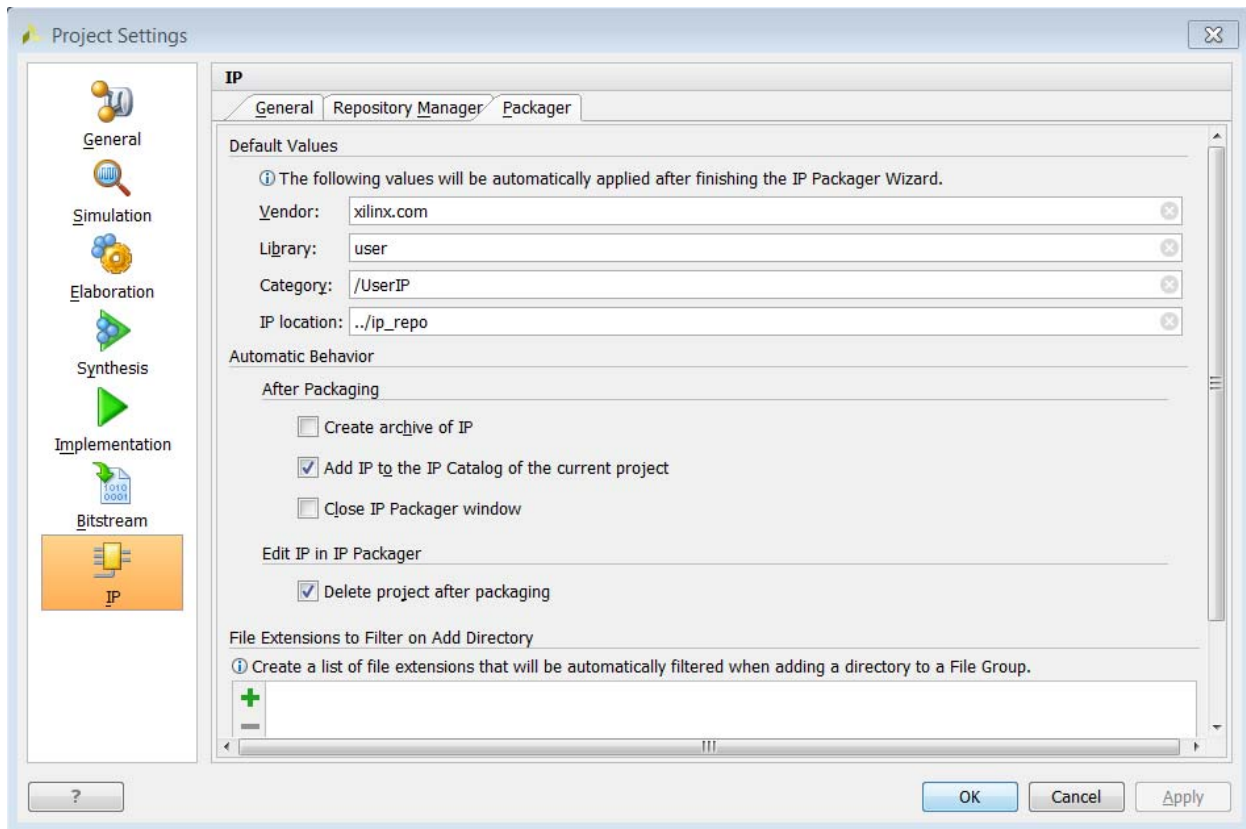 Project Settings
General
Simulation
Elaboration
Synthesis
Implementation
1010
0001
Bitstream
IP
IP
General Repository Manager Packager
Default Values
The following values will be automatically applied after finishing the IP Packager Wizard.
Vendor: xilinx.com
Library: user
Category: /UserIP
IP location: ../ip_repo
Automatic Behavior
After Packaging
Create archive of IP
Add IP to the IP Catalog of the current project
Close IP Packager window
Edit IP in IP Packager
Delete project after packaging
File Extensions to Filter on Add Directory
Create a list of file extensions that will be automatically filtered when adding a directory to a File Group.
? OK Cancel Apply